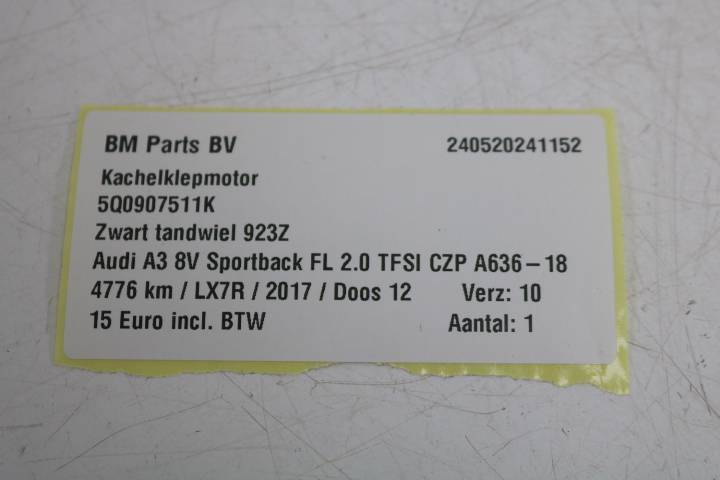 BM Parts BV 240520241152
Kachelklepmotor
5Q0907511K
Zwart tandwiel 923Z
Audi A3 8V Sportback FL 2.0 TFSI CZP A636-18
4776 km / LX7R / 2017 / Doos 12 Verz: 10
15 Euro incl. BTW Aantal: 1